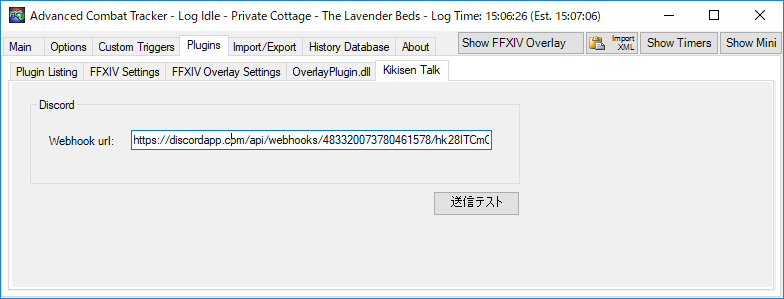 Advanced Combat Tracker - Log Idle - Private Cottage - The Lavender Beds - Log Time: 15:06:26 (Est. 15:07:06)
Main Options Custom Triggers Plugins Import/Export History Database About Show FFXIV Overlay Import XML Show Timers Show Mini
Plugin Listing FFXIV Settings FFXIV Overlay Settings OverlayPlugin.dll Kikisen Talk
Discord
Webhook url: https://discordapp.com/api/webhooks/483320073780461578/hk28ITCmC
送信テスト